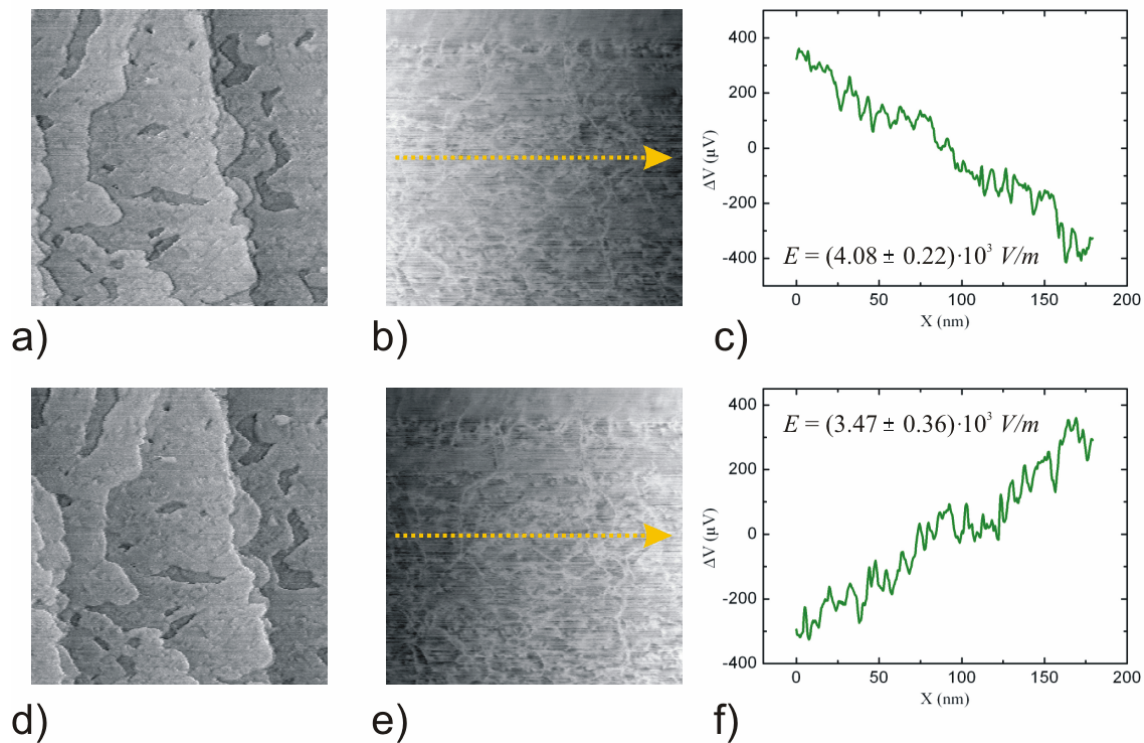 400
200
0
-200
-400
ΔV (µV)
E = (4.08 ± 0.22)·10³ V/m
0 50 100 150 200
X (nm)
a) b) c)
400
200
0
-200
-400
ΔV (µV)
E = (3.47 ± 0.36)·10³ V/m
0 50 100 150 200
X (nm)
d) e) f)